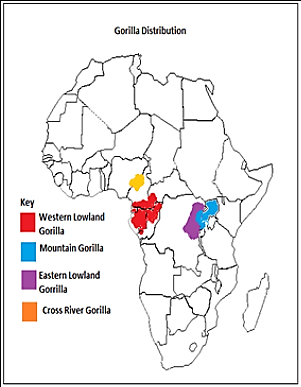 Gorilla Distribution
Key
Western Lowland
Gorilla
Mountain Gorilla
Eastern Lowland
Gorilla
Cross River Gorilla